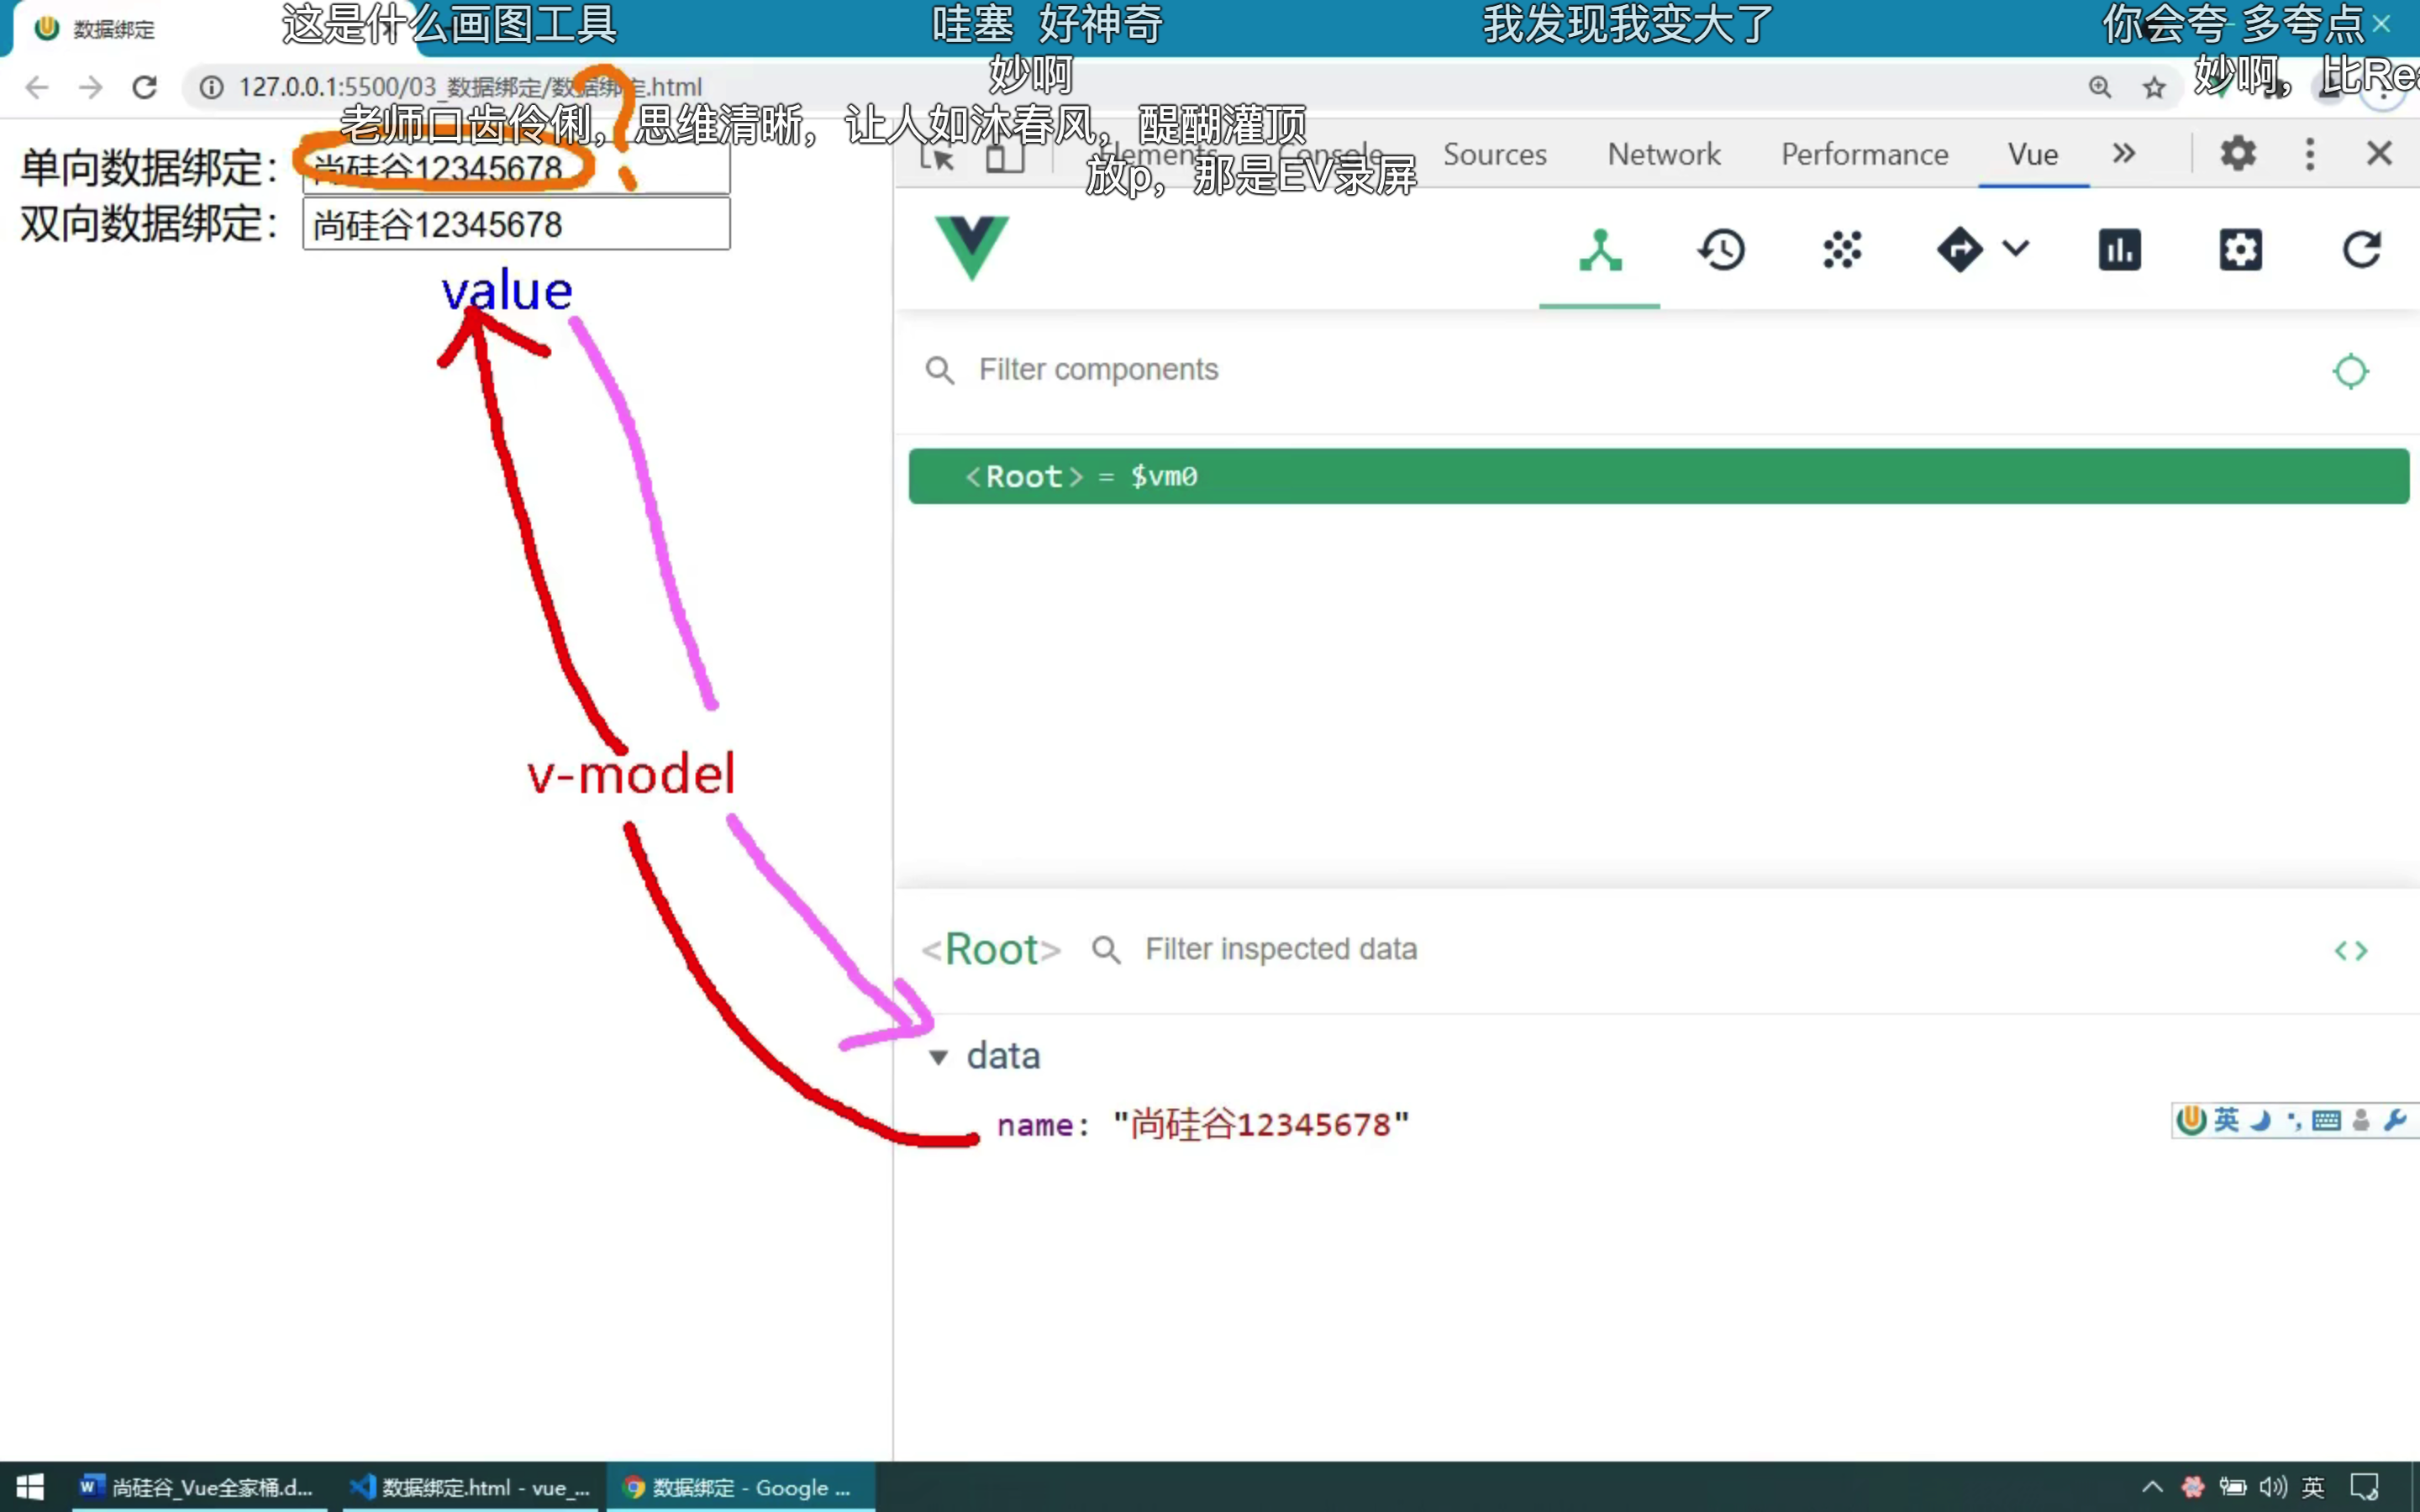 数据绑定
这是什么画图工具
哇塞 好神奇
我发现我变大了
你会夸 多夸点
妙啊
妙啊，比Rea
127.0.0.1:5500/03_数据绑定/数据绑定.html
老师口齿伶俐，思维清晰，让人如沐春风，醍醐灌顶
放p，那是EV录屏
Elements Console Sources Network Performance Vue
单向数据绑定：尚硅谷12345678
双向数据绑定：尚硅谷12345678
value
v-model
Filter components
<Root> = $vm0
<Root> Filter inspected data
data
name: "尚硅谷12345678"
英
尚硅谷_Vue全家桶.d...
数据绑定.html - vue_...
数据绑定 - Google ...
英